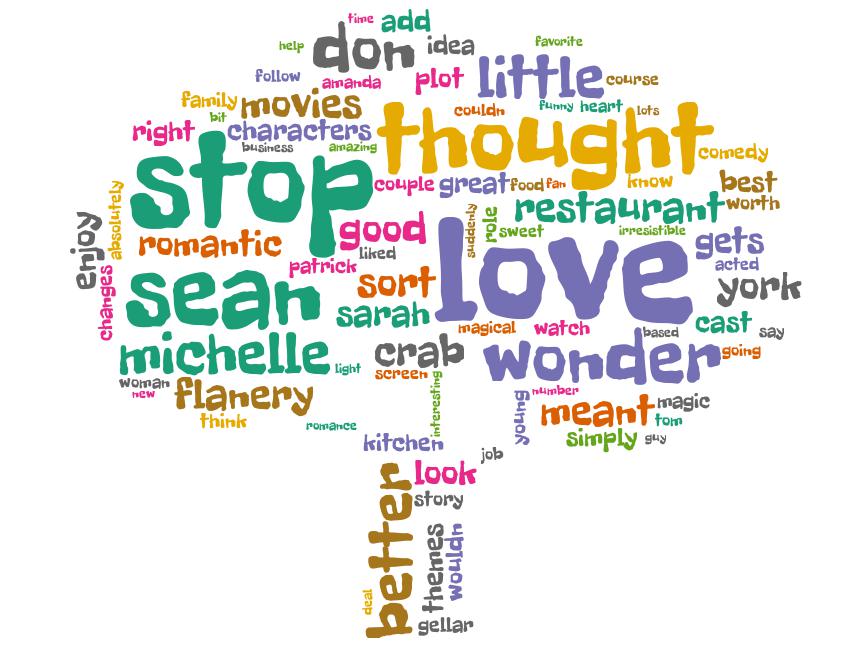 time
add
help
don
idea
favorite
follow
amanda
plot
little
course
family
movies
couldn
funny
heart
lots
bit
right
characters
thought
business
amazing
comedy
stop
couple
great
food
fan
know
best
worth
absolutely
enjoy
role
restaurant
suddenly
sweet
irresistible
good
romantic
liked
gets
patrick
love
acted
changes
sean
sort
york
sarah
magical
watch
based
cast
say
michelle
crab
wonder
going
light
screen
woman
new
flanery
interesting
number
young
meant
magic
think
romance
tom
kitchen
simply
guy
job
look
better
story
themes
wouldn
deal
gellar